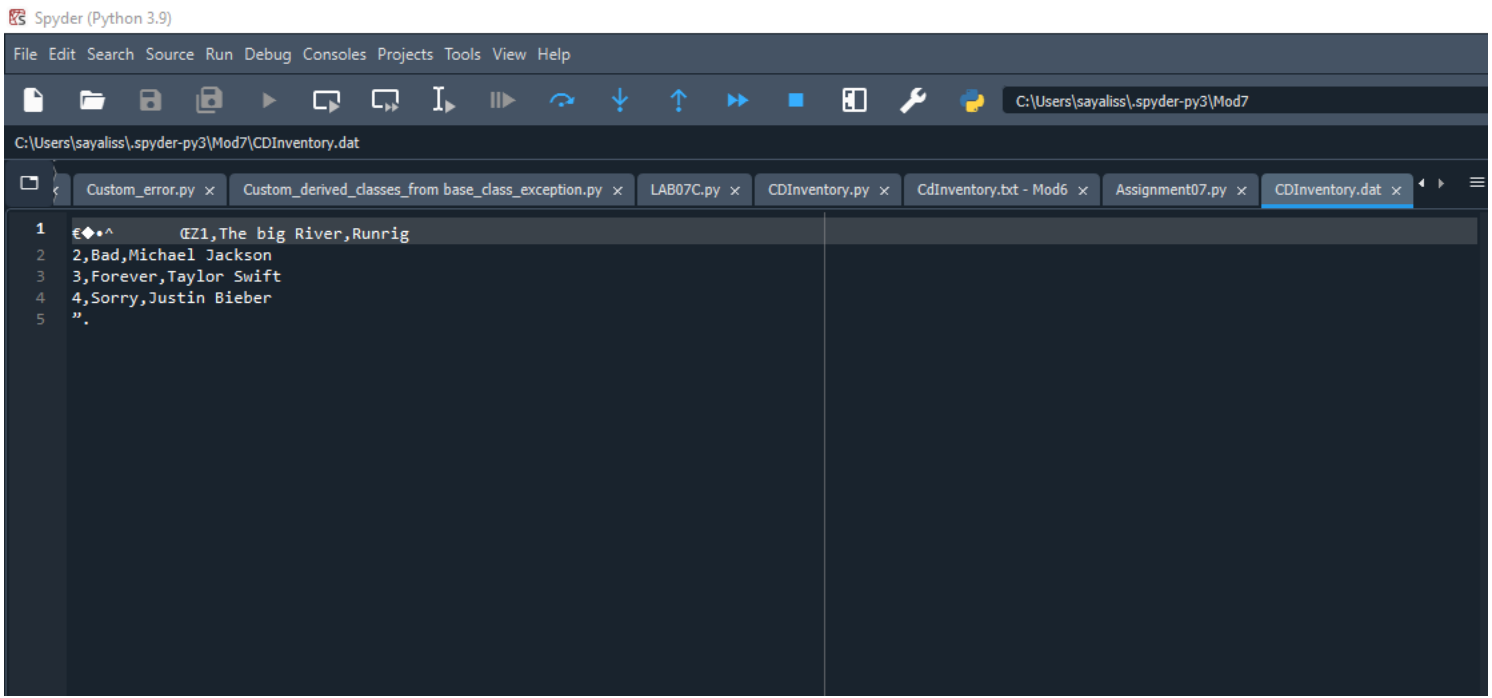 Spyder (Python 3.9)
File Edit Search Source Run Debug Consoles Projects Tools View Help
C:\Users\sayaliss\.spyder-py3\Mod7
C:\Users\sayaliss\.spyder-py3\Mod7\CDInventory.dat
Custom_error.py × Custom_derived_classes_from base_class_exception.py × LAB07C.py × CDInventory.py × CdInventory.txt - Mod6 × Assignment07.py × CDInventory.dat ×
1 €◆•^ ŒZ1,The big River,Runrig
2 2,Bad,Michael Jackson
3 3,Forever,Taylor Swift
4 4,Sorry,Justin Bieber
5 ”.